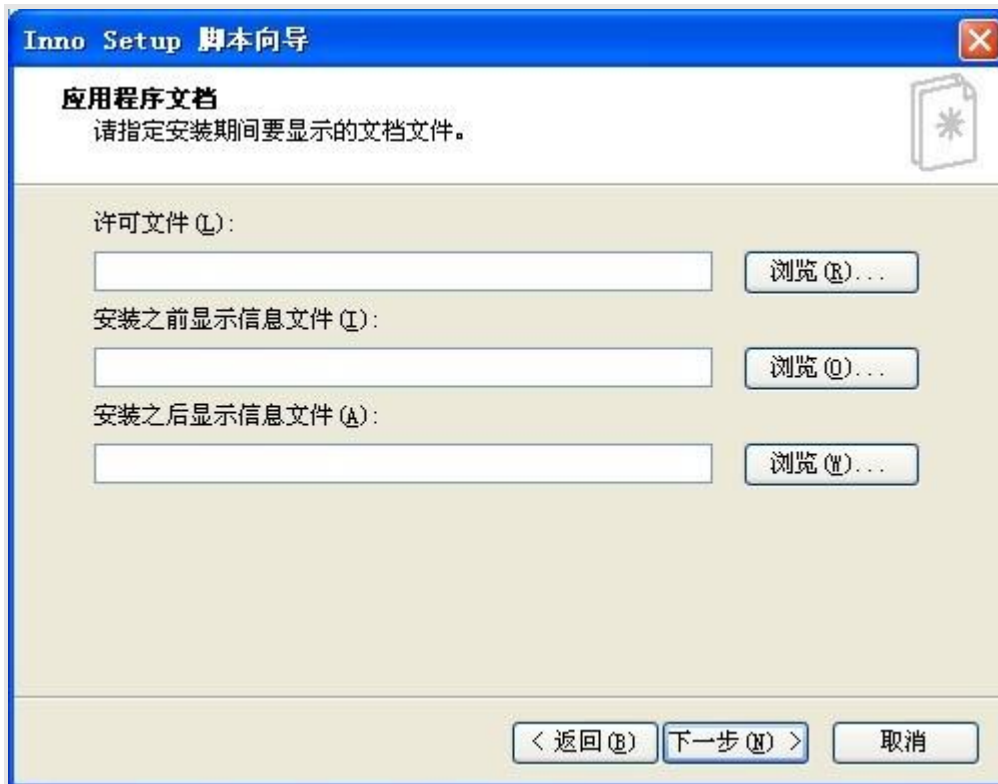 Inno Setup 脚本向导
应用程序文档
请指定安装期间要显示的文档文件。
许可文件(L):
浏览(R)...
安装之前显示信息文件(I):
浏览(O)...
安装之后显示信息文件(A):
浏览(W)...
< 返回(B)
下一步(N) >
取消